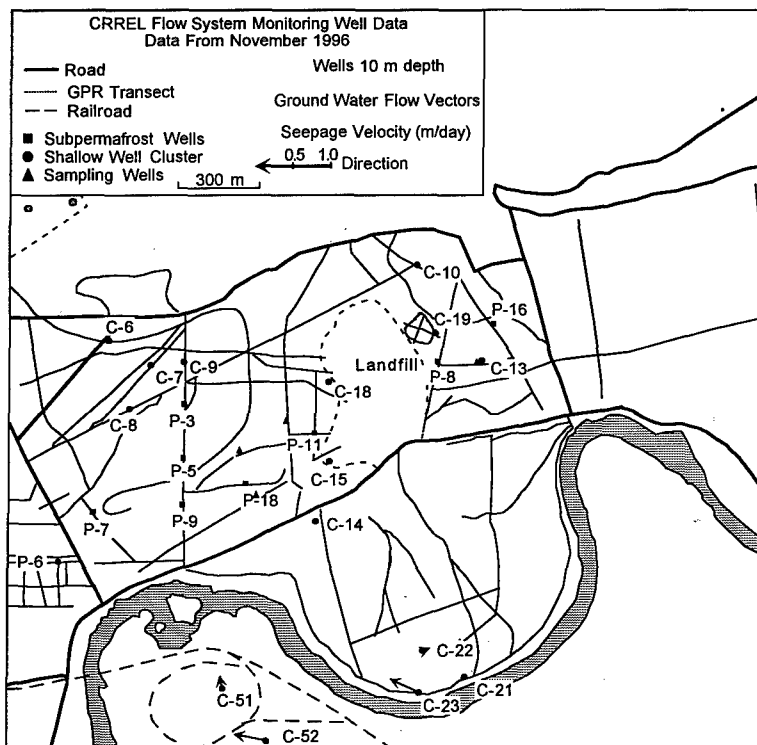 CRREL Flow System Monitoring Well Data
Data From November 1996
Road
Wells 10 m depth
GPR Transect
Ground Water Flow Vectors
Railroad
Seepage Velocity (m/day)
Subpermafrost Wells
0.5 1.0
Direction
Shallow Well Cluster
Sampling Wells
300 m
C-10
P-16
C-6
C-19
Landfill
C-13
C-9
P-8
C-7
C-18
P-3
C-8
P-11
P-5
C-15
P-18
P-9
P-7
C-14
FP-6
C-22
C-21
C-51
C-23
C-52